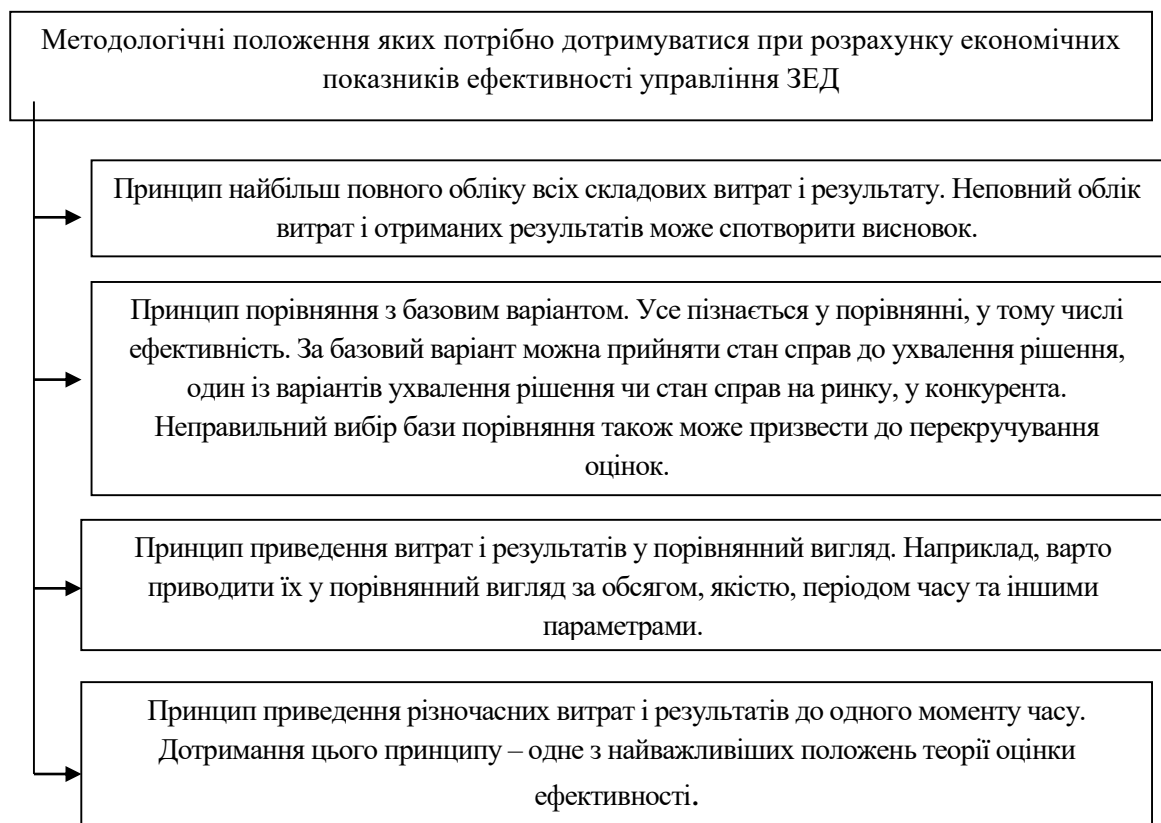 Методологічні положення яких потрібно дотримуватися при розрахунку економічних
показників ефективності управління ЗЕД
Принцип найбільш повного обліку всіх складових витрат і результату. Неповний облік
витрат і отриманих результатів може спотворити висновок.
Принцип порівняння з базовим варіантом. Усе пізнається у порівнянні, у тому числі
ефективність. За базовий варіант можна прийняти стан справ до ухвалення рішення,
один із варіантів ухвалення рішення чи стан справ на ринку, у конкурента.
Неправильний вибір бази порівняння також може призвести до перекручування
оцінок.
Принцип приведення витрат і результатів у порівнянний вигляд. Наприклад, варто
приводити їх у порівнянний вигляд за обсягом, якістю, періодом часу та іншими
параметрами.
Принцип приведення різночасних витрат і результатів до одного моменту часу.
Дотримання цього принципу – одне з найважливіших положень теорії оцінки
ефективності.